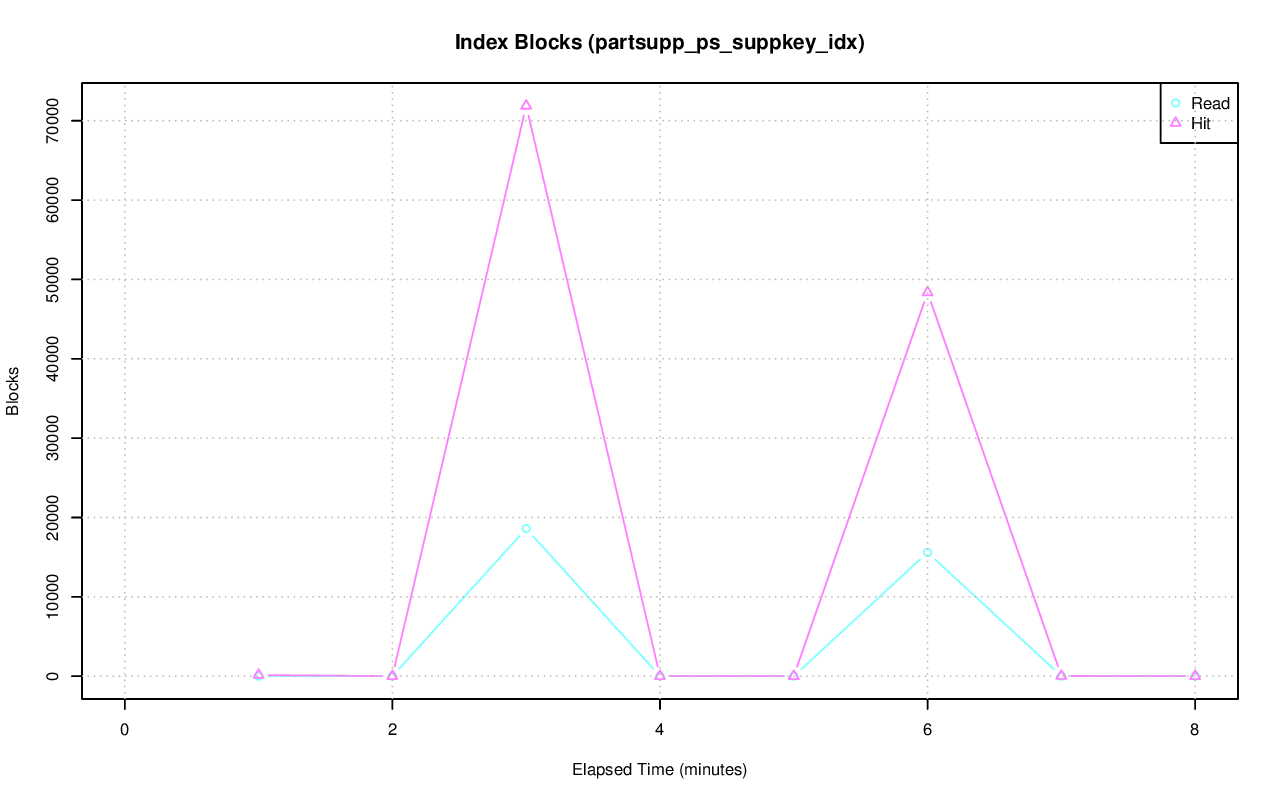 Index Blocks (partsupp_ps_suppkey_idx)
Read
Hit
70000
60000
50000
40000
30000
20000
10000
0
Blocks
0 2 4 6 8
Elapsed Time (minutes)